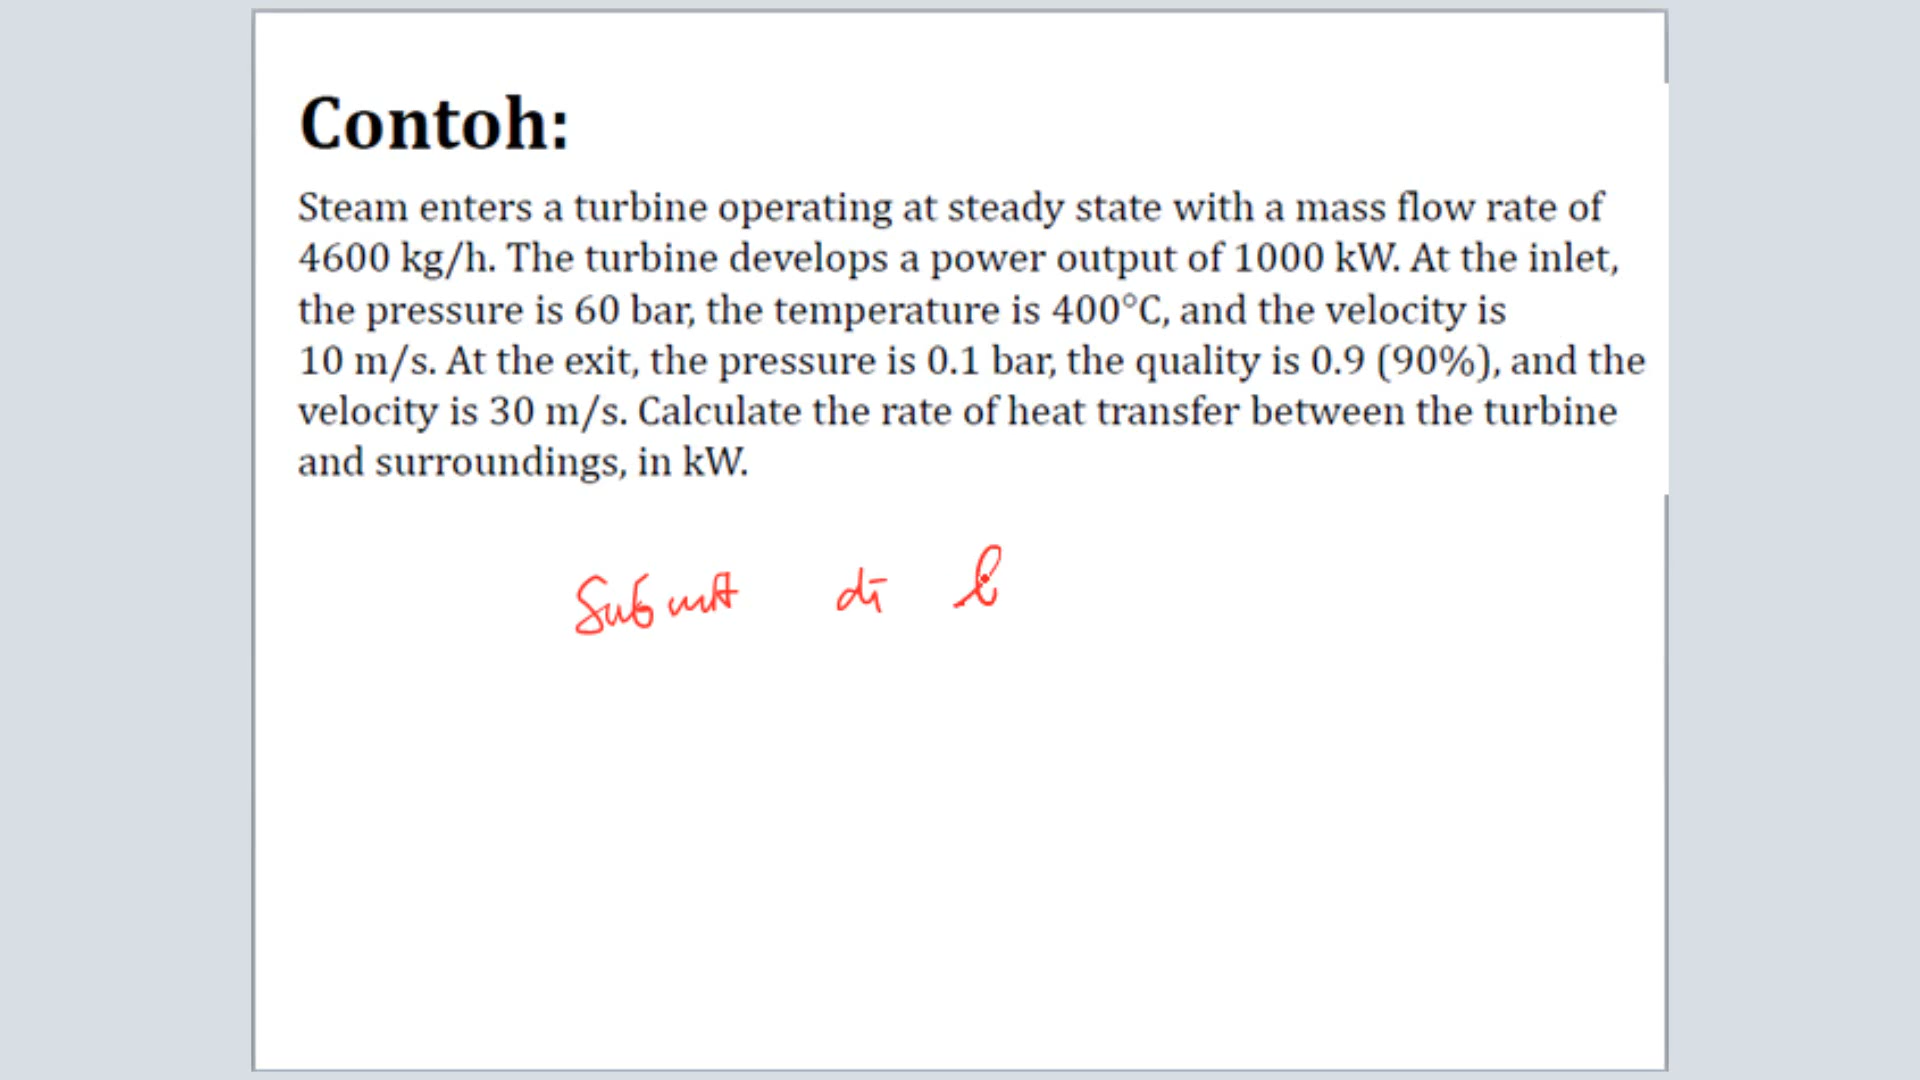 Contoh:
Steam enters a turbine operating at steady state with a mass flow rate of
4600 kg/h. The turbine develops a power output of 1000 kW. At the inlet,
the pressure is 60 bar, the temperature is 400°C, and the velocity is
10 m/s. At the exit, the pressure is 0.1 bar, the quality is 0.9 (90%), and the
velocity is 30 m/s. Calculate the rate of heat transfer between the turbine
and surroundings, in kW.
Submit di